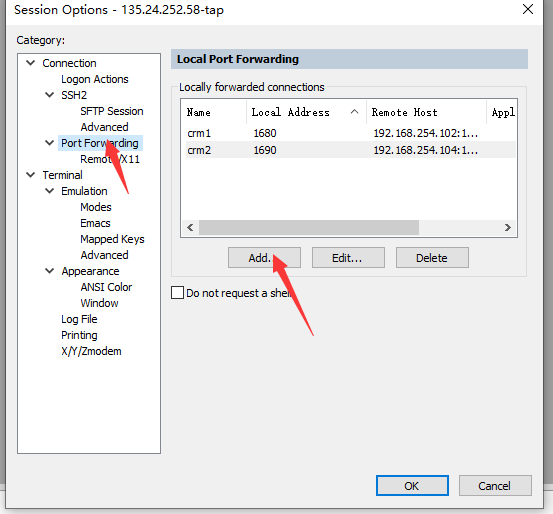 Session Options - 135.24.252.58-tap
Category:
Connection
Logon Actions
SSH2
SFTP Session
Advanced
Port Forwarding
Remote/X11
Terminal
Emulation
Modes
Emacs
Mapped Keys
Advanced
Appearance
ANSI Color
Window
Log File
Printing
X/Y/Zmodem
Local Port Forwarding
Locally forwarded connections
Name Local Address Remote Host Appl
crm1 1680 192.168.254.102:1...
crm2 1690 192.168.254.104:1...
Add... Edit... Delete
Do not request a shell
OK Cancel